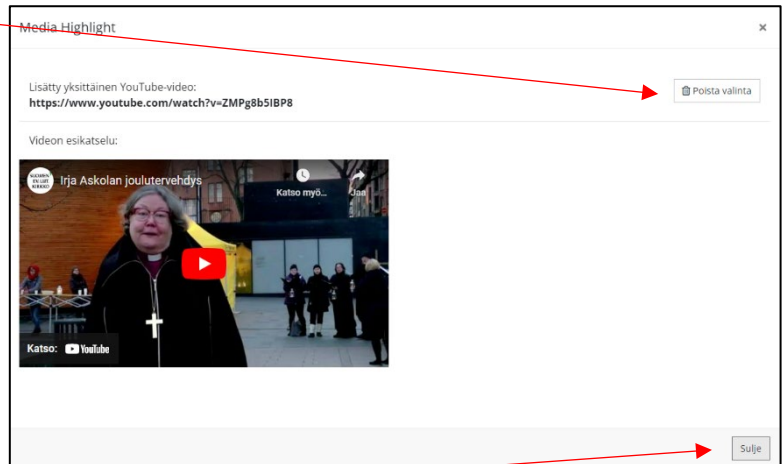 Media Highlight
×
Lisätty yksittäinen YouTube-video:
https://www.youtube.com/watch?v=ZMPg8b5IBP8
Poista valinta
Videon esikatselu:
Irja Askolan joulutervehdys
Katso myö...
Jaa
Katso: YouTube
Sulje